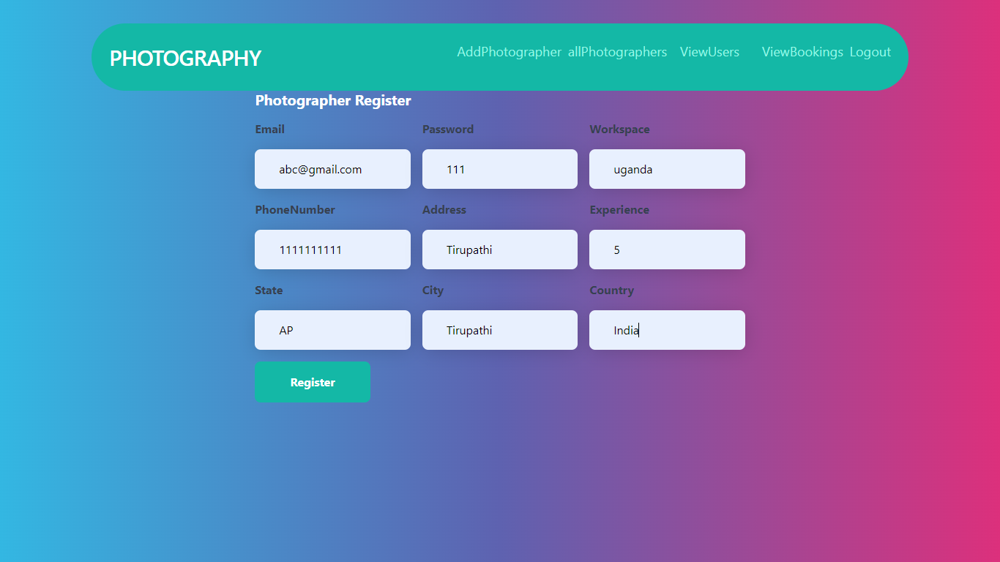 PHOTOGRAPHY AddPhotographer allPhotographers ViewUsers ViewBookings Logout
Photographer Register
Email Password Workspace
abc@gmail.com 111 uganda
PhoneNumber Address Experience
1111111111 Tirupathi 5
State City Country
AP Tirupathi India
Register